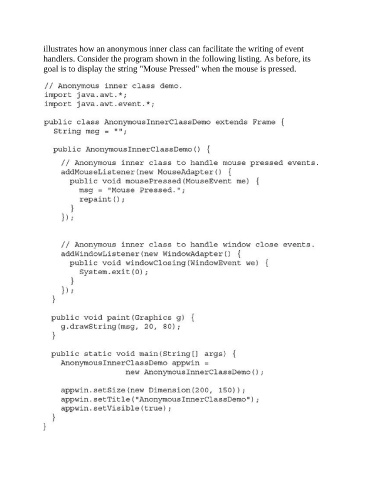 illustrates how an anonymous inner class can facilitate the writing of event
handlers. Consider the program shown in the following listing. As before, its
goal is to display the string "Mouse Pressed" when the mouse is pressed.
// Anonymous inner class demo.
import java.awt.*;
import java.awt.event.*;
public class AnonymousInnerClassDemo extends Frame {
String msg = "";
public AnonymousInnerClassDemo() {
// Anonymous inner class to handle mouse pressed events.
addMouseListener(new MouseAdapter() {
public void mousePressed(MouseEvent me) {
msg = "Mouse Pressed.";
repaint();
}
});
// Anonymous inner class to handle window close events.
addWindowListener(new WindowAdapter() {
public void windowClosing(WindowEvent we) {
System.exit(0);
}
});
}
public void paint(Graphics g) {
g.drawString(msg, 20, 80);
}
public static void main(String[] args) {
AnonymousInnerClassDemo appwin =
new AnonymousInnerClassDemo();
appwin.setSize(new Dimension(200, 150));
appwin.setTitle("AnonymousInnerClassDemo");
appwin.setVisible(true);
}
}